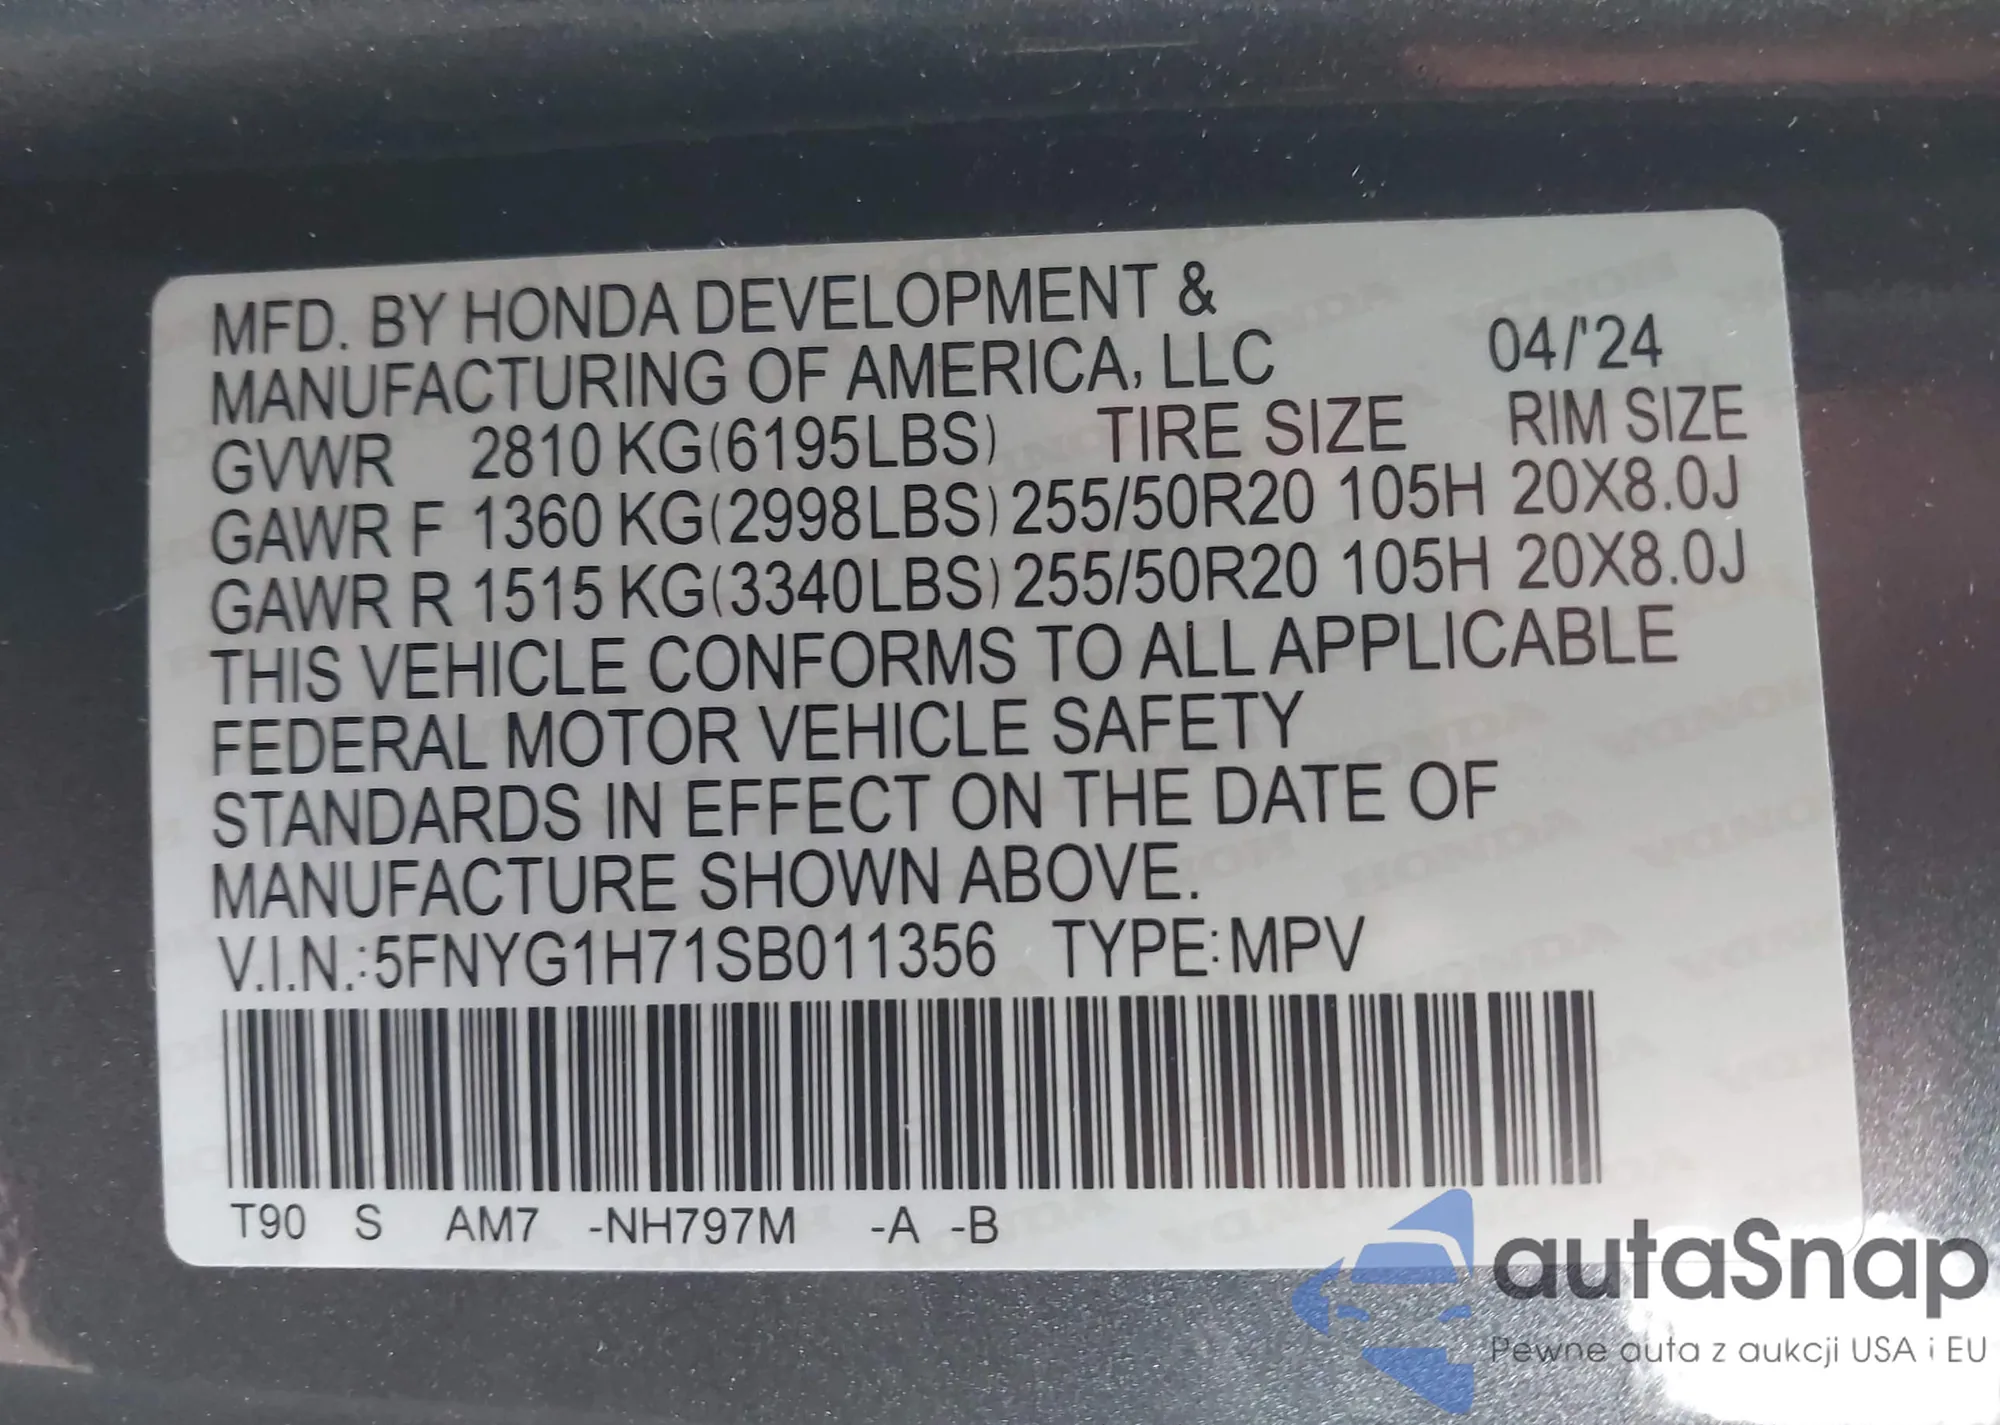 MFD. BY HONDA DEVELOPMENT &
MANUFACTURING OF AMERICA, LLC 04/'24
GVWR 2810 KG(6195LBS) TIRE SIZE RIM SIZE
GAWR F 1360 KG(2998LBS) 255/50R20 105H 20X8.0J
GAWR R 1515 KG(3340LBS) 255/50R20 105H 20X8.0J
THIS VEHICLE CONFORMS TO ALL APPLICABLE
FEDERAL MOTOR VEHICLE SAFETY
STANDARDS IN EFFECT ON THE DATE OF
MANUFACTURE SHOWN ABOVE.
V.I.N.:5FNYG1H71SB011356 TYPE:MPV
T90 S AM7 -NH797M -A -B
autaSnap
Pewne auta z aukcji USA i EU